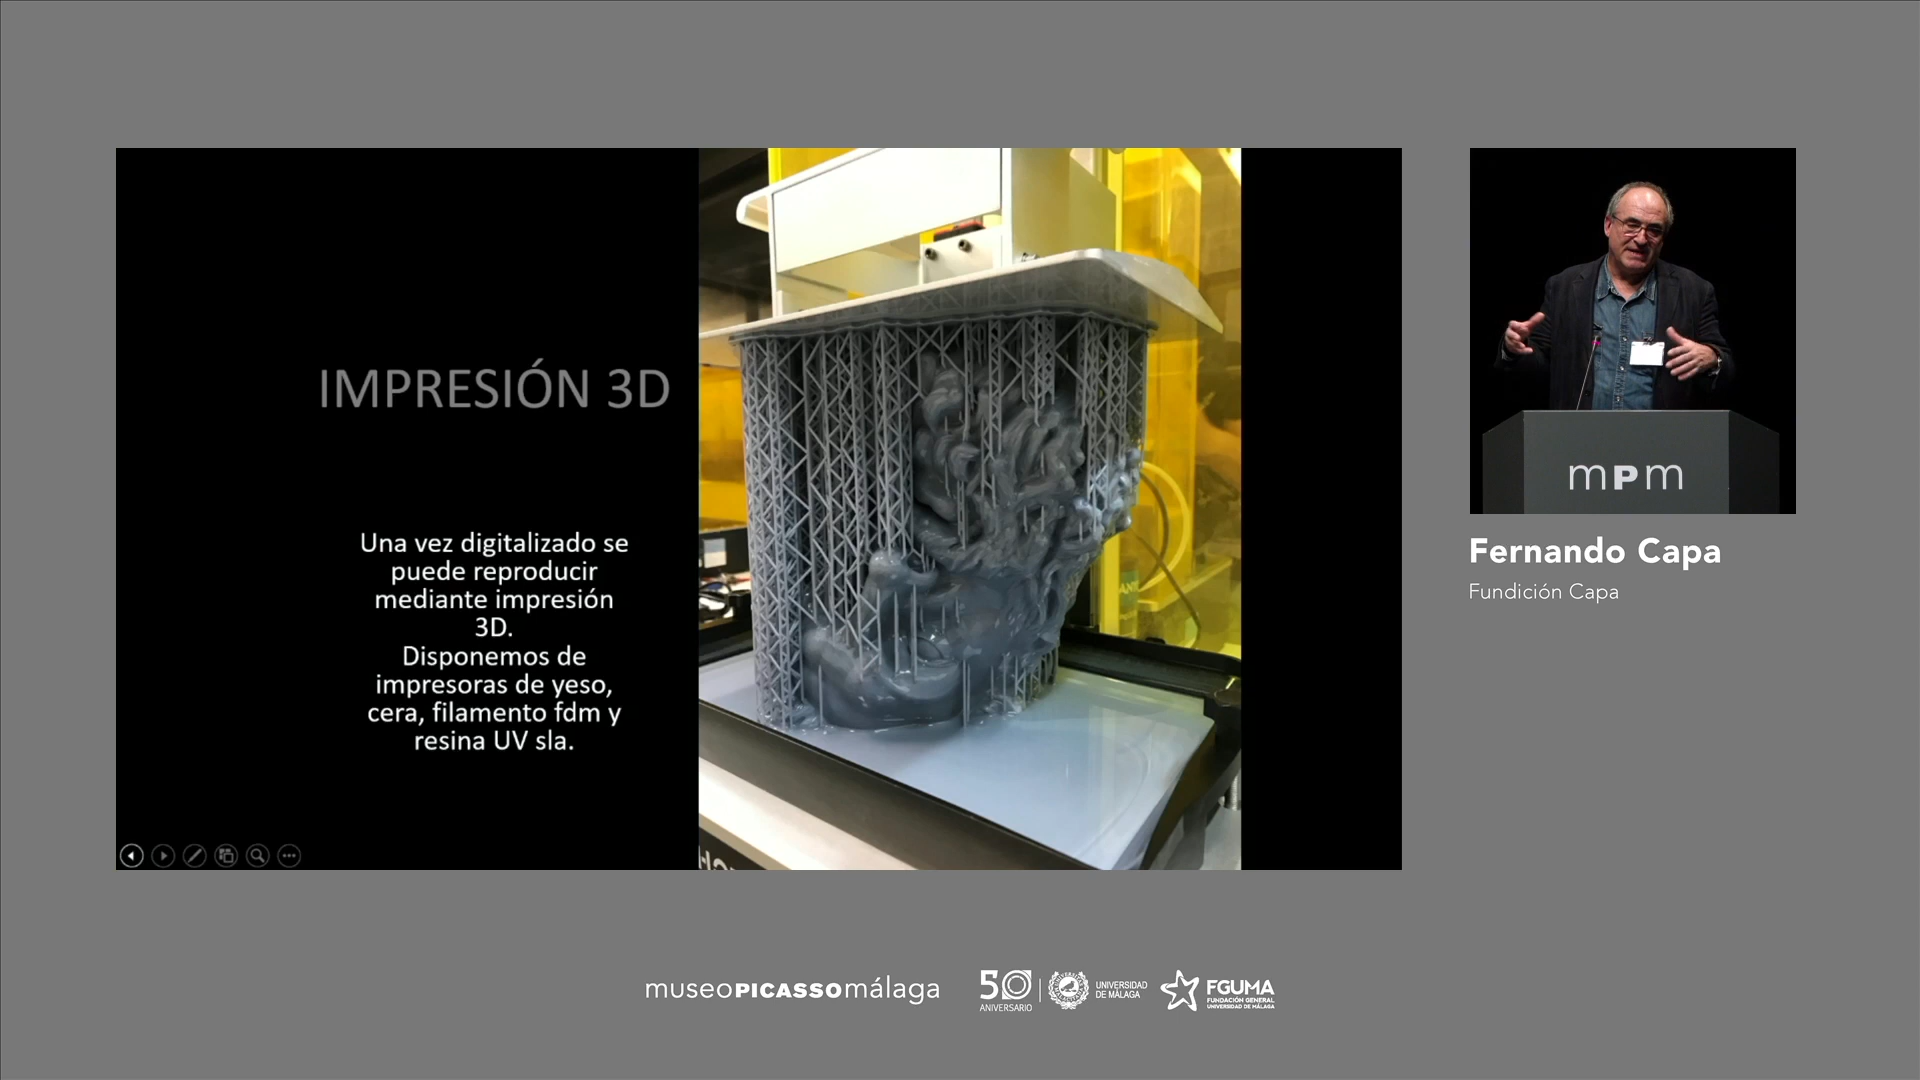 IMPRESIÓN 3D
Una vez digitalizado se
puede reproducir
mediante impresión
3D.
Disponemos de
impresoras de yeso,
cera, filamento fdm y
resina UV sla.
mPm
Fernando Capa
Fundición Capa
museoPICASSOmálaga
50
ANIVERSARIO
UNIVERSIDAD
DE MÁLAGA
FGUMA
FUNDACIÓN GENERAL
UNIVERSIDAD DE MÁLAGA